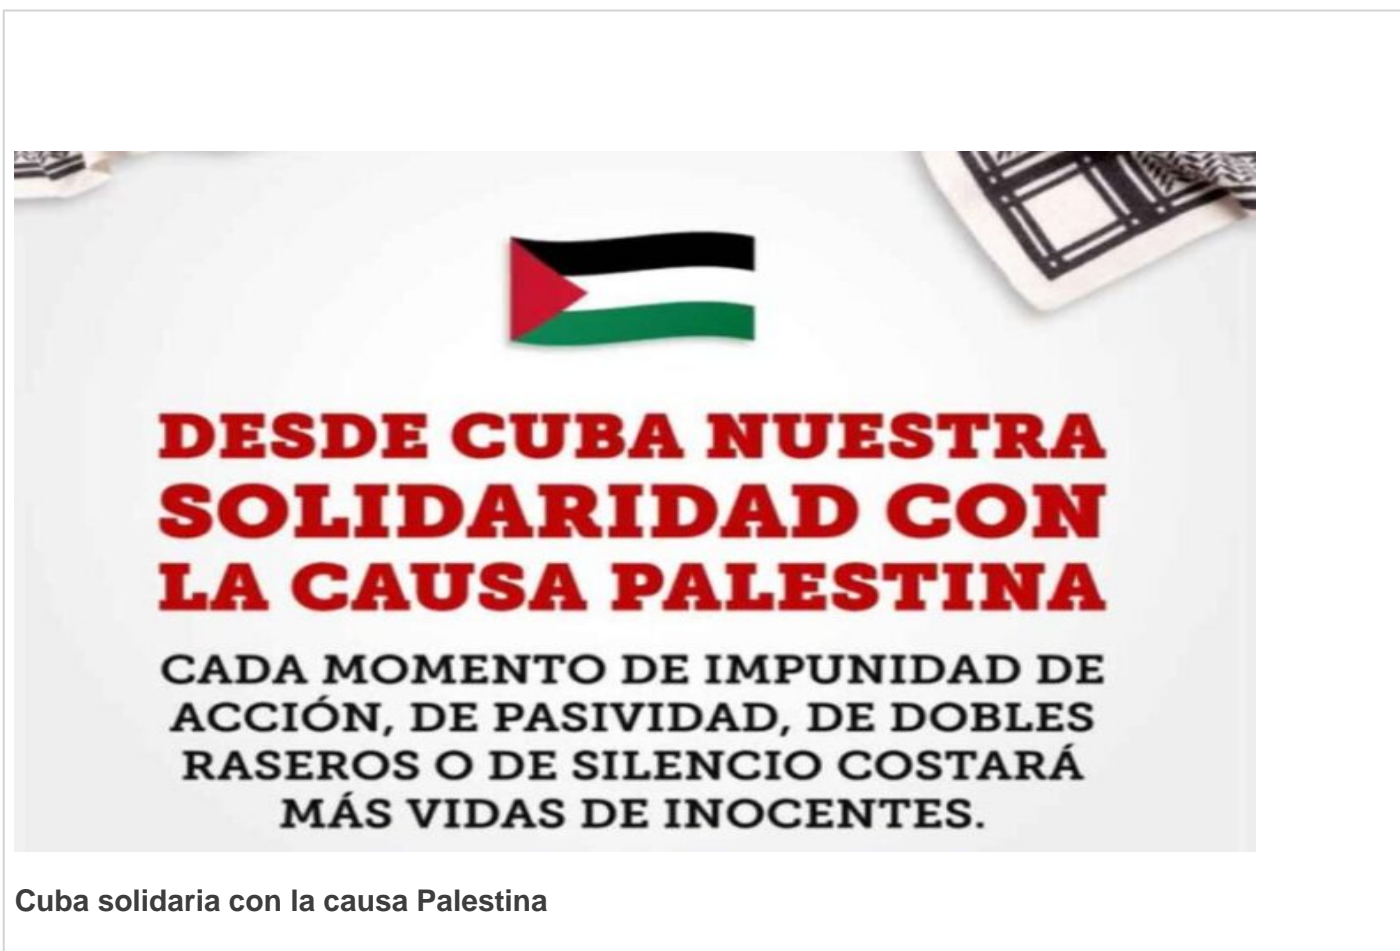 DESDE CUBA NUESTRA
SOLIDARIDAD CON
LA CAUSA PALESTINA
CADA MOMENTO DE IMPUNIDAD DE
ACCIÓN, DE PASIVIDAD, DE DOBLES
RASEROS O DE SILENCIO COSTARÁ
MÁS VIDAS DE INOCENTES.
Cuba solidaria con la causa Palestina